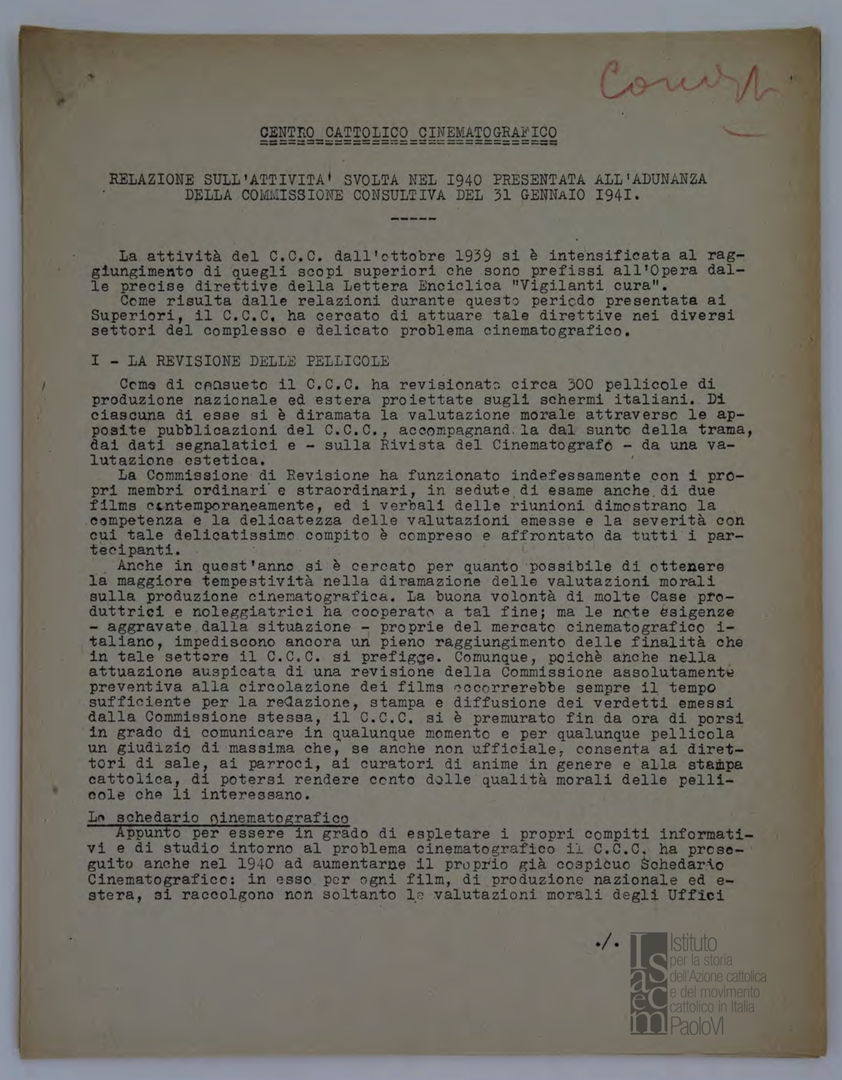 CENTRO CATTOLICO CINEMATOGRAFICO
RELAZIONE SULL'ATTIVITA' SVOLTA NEL I940 PRESENTATA ALL'ADUNANZA
DELLA COMMISSIONE CONSULTIVA DEL 31 GENNAIO I94I.
La attività del C.C.C. dall'ottobre 1939 si è intensificata al rag-
giungimento di quegli scopi superiori che sono prefissi all'Opera dal-
le precise direttive della Lettera Enciclica "Vigilanti cura".
Come risulta dalle relazioni durante questo periodo presentata ai
Superiori, il C.C.C. ha cercato di attuare tale direttive nei diversi
settori del complesso e delicato problema cinematografico.
I - LA REVISIONE DELLE PELLICOLE
Come di consueto il C.C.C. ha revisionato circa 300 pellicole di
produzione nazionale ed estera proiettate sugli schermi italiani. Di
ciascuna di esse si è diramata la valutazione morale attraverso le ap-
posite pubblicazioni del C.C.C., accompagnand la dal sunto della trama,
dai dati segnalatici e - sulla Rivista del Cinematografo - da una va-
lutazione estetica.
La Commissione di Revisione ha funzionato indefessamente con i pro-
pri membri ordinari e straordinari, in sedute di esame anche di due
films contemporaneamente, ed i verbali delle riunioni dimostrano la
competenza e la delicatezza delle valutazioni emesse e la severità con
cui tale delicatissimo compito è compreso e affrontato da tutti i par-
tecipanti.
Anche in quest'anno si è cercato per quanto possibile di ottenere
la maggiore tempestività nella diramazione delle valutazioni morali
sulla produzione cinematografica. La buona volontà di molte Case pro-
duttrici e noleggiatrici ha cooperato a tal fine; ma le note esigenze
- aggravate dalla situazione - proprie del mercato cinematografico i-
taliano, impediscono ancora un pieno raggiungimento delle finalità che
in tale settore il C.C.C. si prefigge. Comunque, poichè anche nella
attuazione auspicata di una revisione della Commissione assolutamente
preventiva alla circolazione dei films occorrerebbe sempre il tempo
sufficiente per la redazione, stampa e diffusione dei verdetti emessi
dalla Commissione stessa, il C.C.C. si è premurato fin da ora di porsi
in grado di comunicare in qualunque momento e per qualunque pellicola
un giudizio di massima che, se anche non ufficiale, consenta ai diret-
tori di sale, ai parroci, ai curatori di anime in genere e alla stampa
cattolica, di potersi rendere conto delle qualità morali delle pelli-
cole che li interessano.
Lo schedario cinematografico
Appunto per essere in grado di espletare i propri compiti informati-
vi e di studio intorno al problema cinematografico il C.C.C. ha prose-
guito anche nel 1940 ad aumentarne il proprio già cospicuo Schedario
Cinematografico: in esso per ogni film, di produzione nazionale ed e-
stera, si raccolgono non soltanto le valutazioni morali degli Uffici
./.
Isacem
Istituto
per la storia
dell'Azione cattolica
e del movimento
cattolico in Italia
PaoloVI